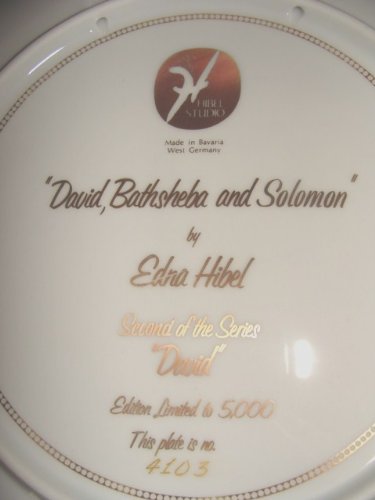 HIBEL
STUDIO
Made in Bavaria
West Germany
"David, Bathsheba and Solomon"
by
Edna Hibel
Second of the Series
"David"
Edition Limited to 5,000
This plate is no.
4103